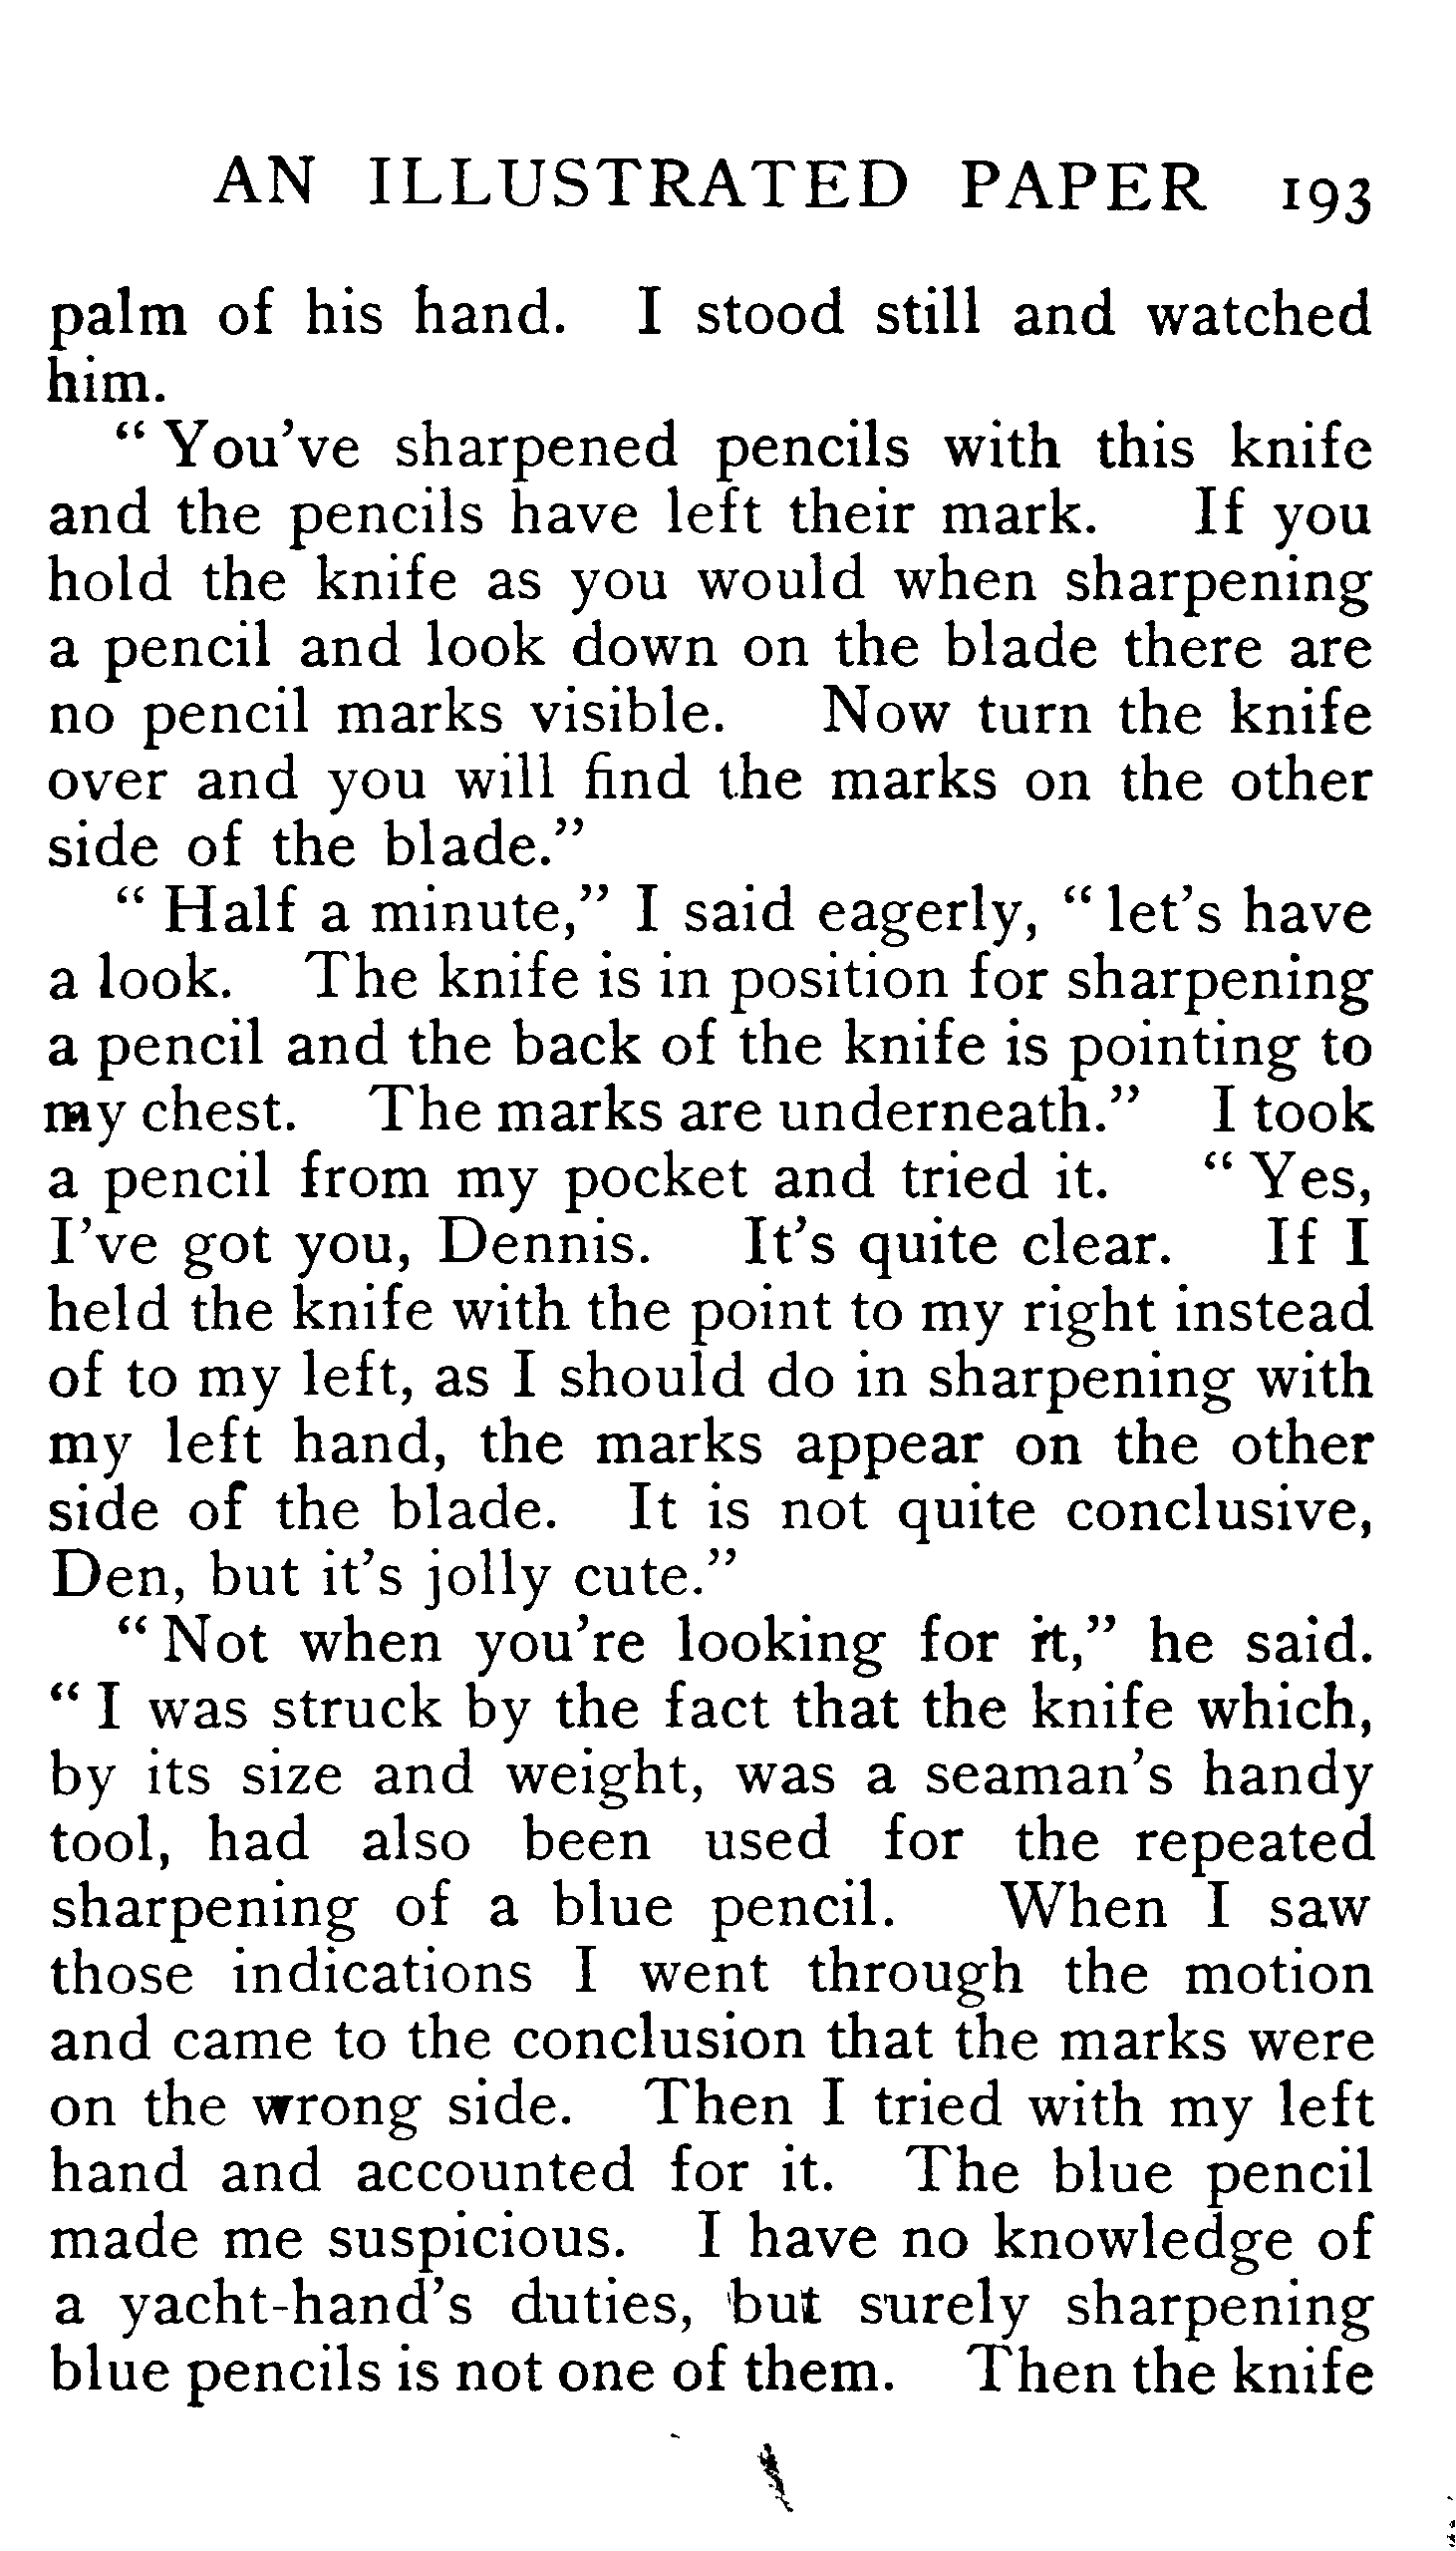 AN ILLUSTRATED PAPER 193
palm of his hand. I stood still and watched
him.
“ You've sharpened pencils with this knife
and the pencils have left their mark. If you
hold the knife as you would when sharpening
a pencil and look down on the blade there are
no pencil marks visible. Now turn the knife
over and you will find the marks on the other
side of the blade.”
“ Half a minute,” I said eagerly, “ let's have
a look. The knife is in position for sharpening
a pencil and the back of the knife is pointing to
my chest. The marks are underneath.” I took
a pencil from my pocket and tried it. “ Yes,
I've got you, Dennis. It's quite clear. If I
held the knife with the point to my right instead
of to my left, as I should do in sharpening with
my left hand, the marks appear on the other
side of the blade. It is not quite conclusive,
Den, but it's jolly cute.”
“ Not when you're looking for it,” he said.
“ I was struck by the fact that the knife which,
by its size and weight, was a seaman's handy
tool, had also been used for the repeated
sharpening of a blue pencil. When I saw
those indications I went through the motion
and came to the conclusion that the marks were
on the wrong side. Then I tried with my left
hand and accounted for it. The blue pencil
made me suspicious. I have no knowledge of
a yacht-hand's duties, but surely sharpening
blue pencils is not one of them. Then the knife